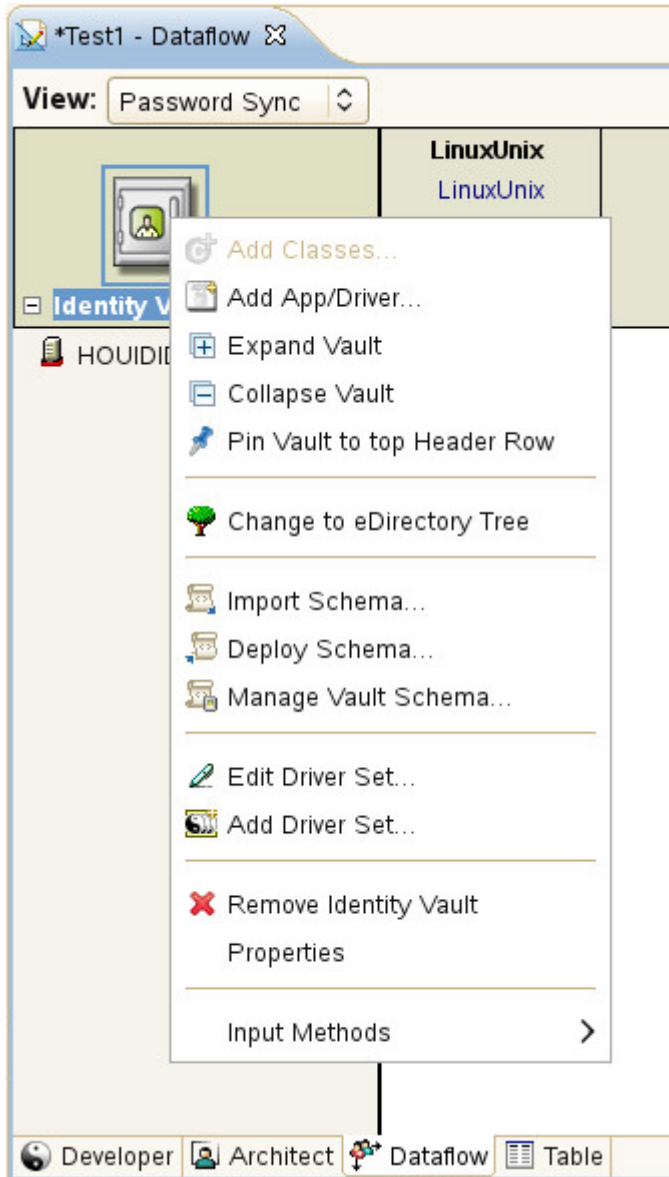 *Test1 - Dataflow
View: Password Sync
LinuxUnix
LinuxUnix
Identity
Add Classes...
Add App/Driver...
Expand Vault
Collapse Vault
Pin Vault to top Header Row
Change to eDirectory Tree
Import Schema...
Deploy Schema...
Manage Vault Schema...
Edit Driver Set...
Add Driver Set...
Remove Identity Vault
Properties
Input Methods
Developer Architect Dataflow Table